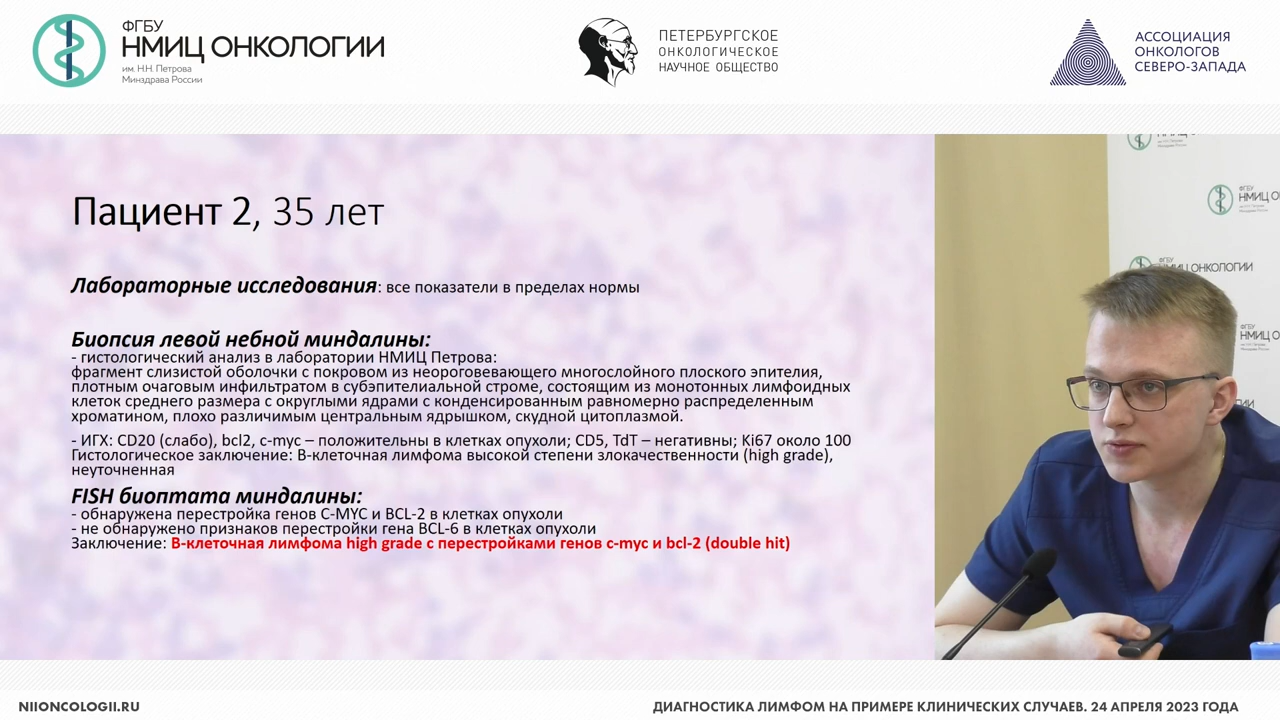 ФГБУ
НМИЦ ОНКОЛОГИИ
им. Н.Н. Петрова
Минздрава России
ПЕТЕРБУРГСКОЕ
ОНКОЛОГИЧЕСКОЕ
НАУЧНОЕ ОБЩЕСТВО
АССОЦИАЦИЯ
ОНКОЛОГОВ
СЕВЕРО-ЗАПАДА
Пациент 2, 35 лет
Лабораторные исследования: все показатели в пределах нормы
Биопсия левой небной миндалины:
- гистологический анализ в лаборатории НМИЦ Петрова:
фрагмент слизистой оболочки с покровом из неороговевающего многослойного плоского эпителия,
плотным очаговым инфильтратом в субэпителиальной строме, состоящим из монотонных лимфоидных
клеток среднего размера с округлыми ядрами с конденсированным равномерно распределенным
хроматином, плохо различимым центральным ядрышком, скудной цитоплазмой.
- ИГХ: CD20 (слабо), bcl2, c-myc – положительны в клетках опухоли; CD5, TdT – негативны; Ki67 около 100
Гистологическое заключение: В-клеточная лимфома высокой степени злокачественности (high grade),
неуточненная
FISH биоптата миндалины:
- обнаружена перестройка генов C-MYC и BCL-2 в клетках опухоли
- не обнаружено признаков перестройки гена BCL-6 в клетках опухоли
Заключение: В-клеточная лимфома high grade с перестройками генов c-myc и bcl-2 (double hit)
ФГБУ
НМИЦ О
НМИЦ ОНКОЛОГИИ
ФГБУ
НМИЦ О
NIIONCOLOGII.RU
ДИАГНОСТИКА ЛИМФОМ НА ПРИМЕРЕ КЛИНИЧЕСКИХ СЛУЧАЕВ. 24 АПРЕЛЯ 2023 ГОДА